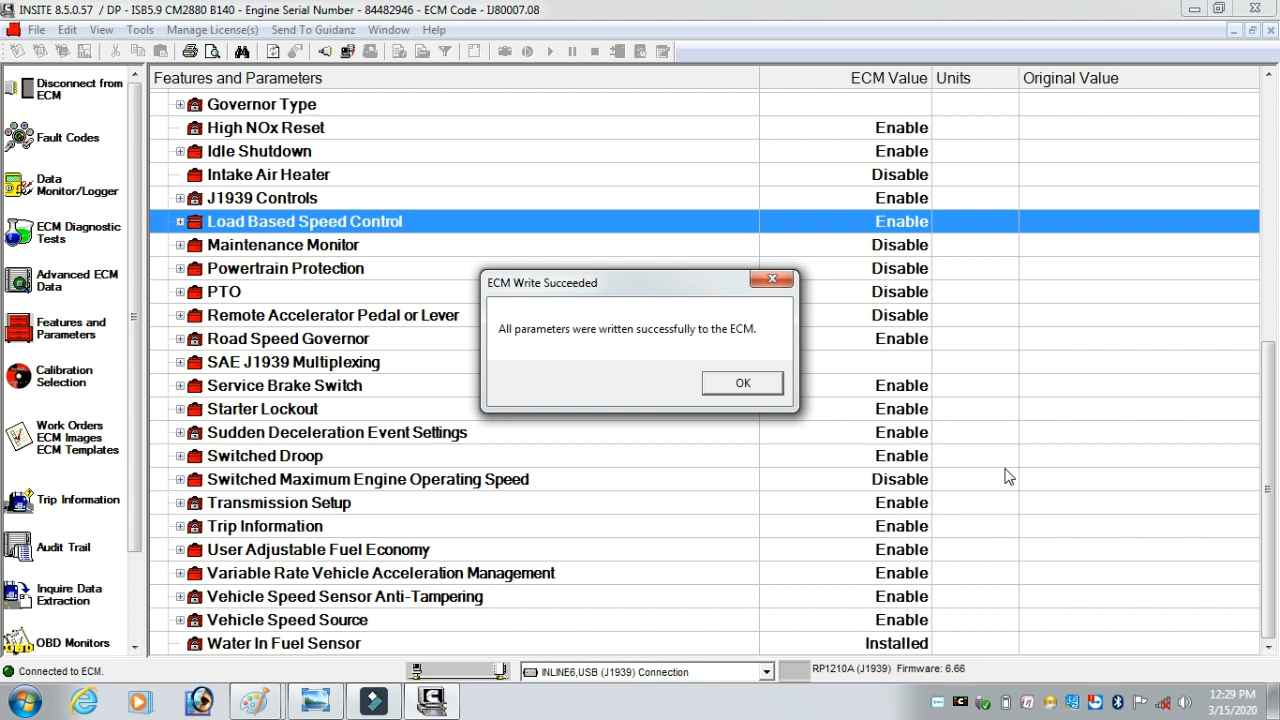 INSITE 8.5.0.57 / DP - ISB5.9 CM2880 B140 - Engine Serial Number - 84482946 - ECM Code - IJ80007.08
File Edit View Tools Manage License(s) Send To Guidanz Window Help
Disconnect from
ECM
Fault Codes
Data
Monitor/Logger
ECM Diagnostic
Tests
Advanced ECM
Data
Features and
Parameters
Calibration
Selection
Work Orders
ECM Images
ECM Templates
Trip Information
Audit Trail
Inquire Data
Extraction
OBD Monitors
Features and Parameters ECM Value Units Original Value
Governor Type
High NOx Reset Enable
Idle Shutdown Enable
Intake Air Heater Disable
J1939 Controls Enable
Load Based Speed Control Enable
Maintenance Monitor Disable
Powertrain Protection Disable
PTO Disable
Remote Accelerator Pedal or Lever Disable
Road Speed Governor Enable
SAE J1939 Multiplexing
Service Brake Switch Enable
Starter Lockout Enable
Sudden Deceleration Event Settings Enable
Switched Droop Enable
Switched Maximum Engine Operating Speed Disable
Transmission Setup Enable
Trip Information Enable
User Adjustable Fuel Economy Enable
Variable Rate Vehicle Acceleration Management Enable
Vehicle Speed Sensor Anti-Tampering Enable
Vehicle Speed Source Enable
Water In Fuel Sensor Installed
ECM Write Succeeded
All parameters were written successfully to the ECM.
OK
Connected to ECM.
INLINE6,USB (J1939) Connection
RP1210A (J1939) Firmware: 6.66
12:29 PM
3/15/2020